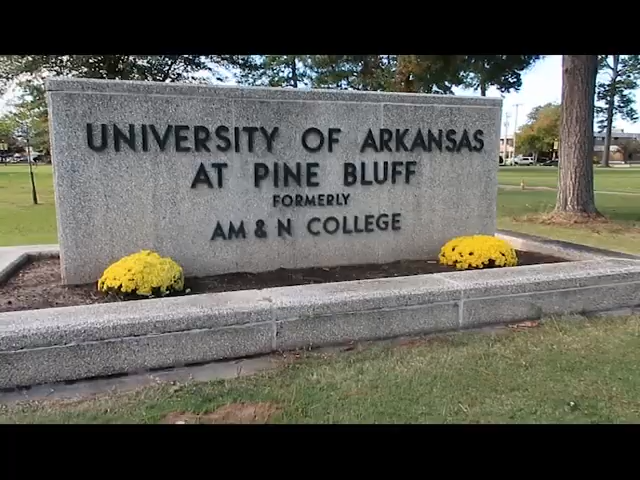 UNIVERSITY OF ARKANSAS
AT PINE BLUFF
FORMERLY
AM & N COLLEGE